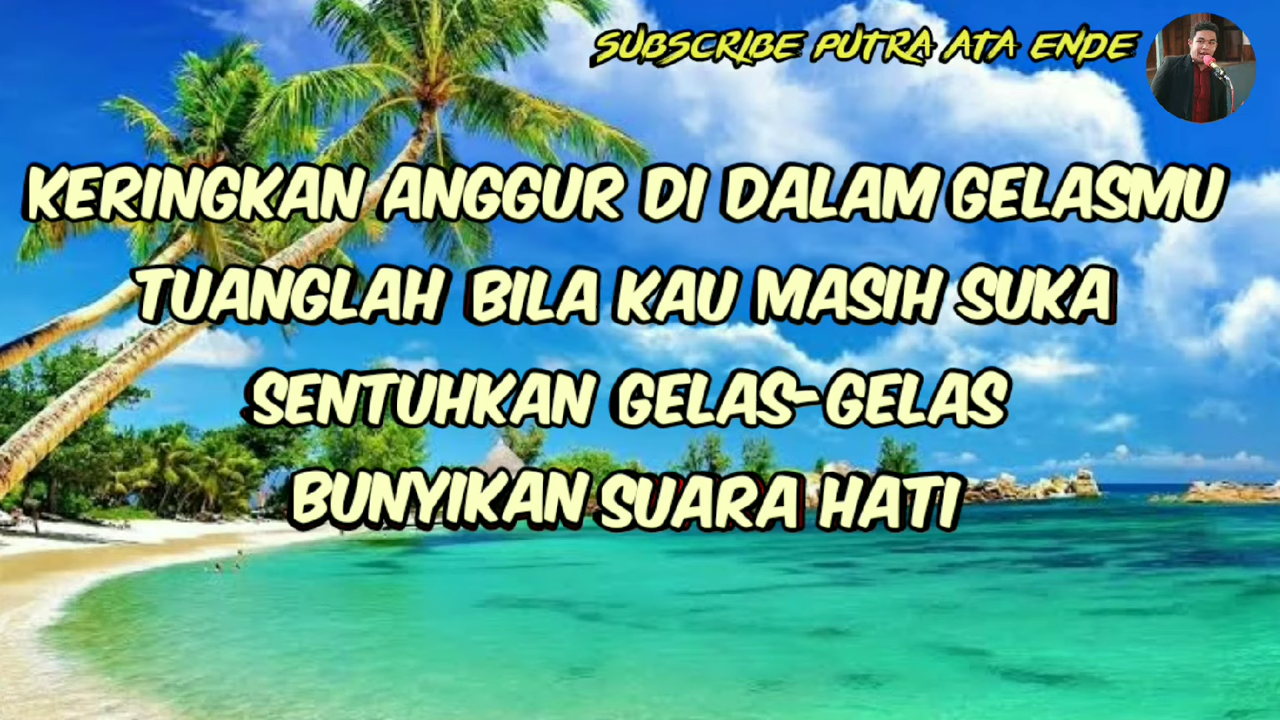 SUBSCRIBE PUTRA ATA ENDE
KERINGKAN ANGGUR DI DALAM GELASMU
TUANGLAH BILA KAU MASIH SUKA
SENTUHKAN GELAS-GELAS
BUNYIKAN SUARA HATI